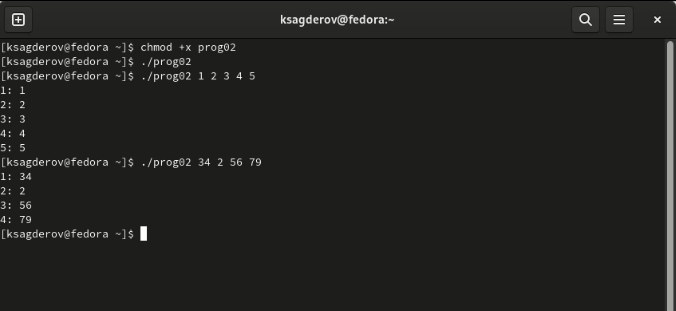 ksagderov@fedora:~
[ksagderov@fedora ~]$ chmod +x prog02
[ksagderov@fedora ~]$ ./prog02
[ksagderov@fedora ~]$ ./prog02 1 2 3 4 5
1: 1
2: 2
3: 3
4: 4
5: 5
[ksagderov@fedora ~]$ ./prog02 34 2 56 79
1: 34
2: 2
3: 56
4: 79
[ksagderov@fedora ~]$